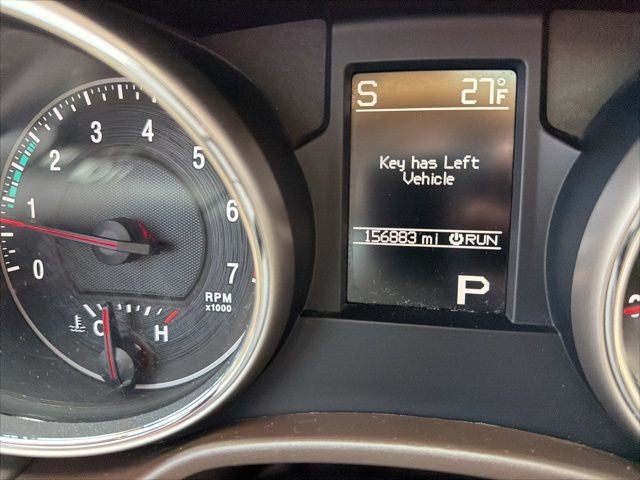 S 27°F
Key has Left
Vehicle
156883 mi RUN
P
0
1
2
3
4
5
6
7
RPM
x1000
C H